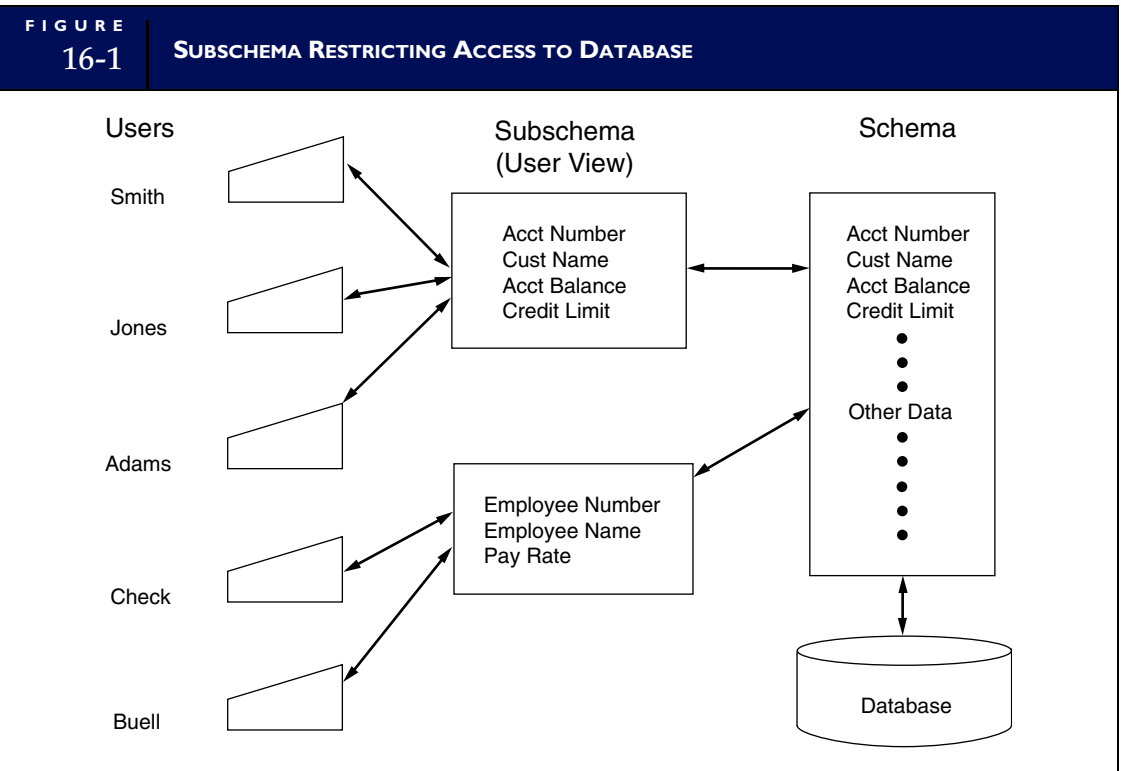 FIGURE
16-1
SUBSCHEMA RESTRICTING ACCESS TO DATABASE
Users
Subschema
(User View)
Schema
Smith
Jones
Adams
Check
Buell
Acct Number
Cust Name
Acct Balance
Credit Limit
Employee Number
Employee Name
Pay Rate
Acct Number
Cust Name
Acct Balance
Credit Limit
Other Data
Database